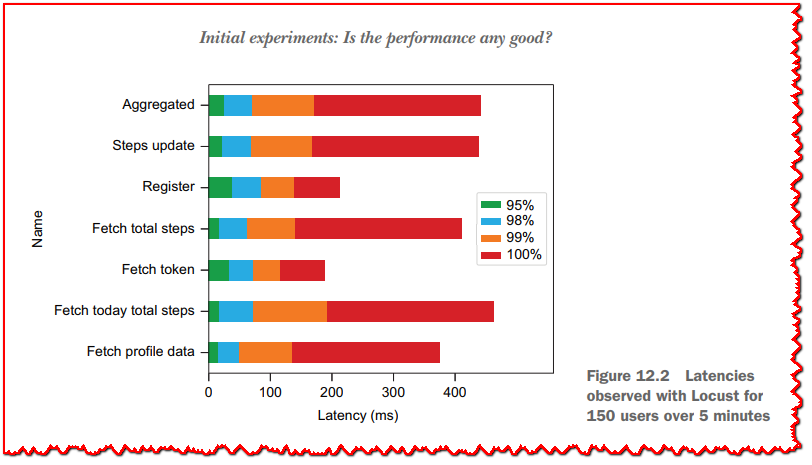 Initial experiments: Is the performance any good?
Aggregated
Steps update
Register
Fetch total steps
Fetch token
Fetch today total steps
Fetch profile data
Name
95%
98%
99%
100%
0 100 200 300 400
Latency (ms)
Figure 12.2 Latencies
observed with Locust for
150 users over 5 minutes